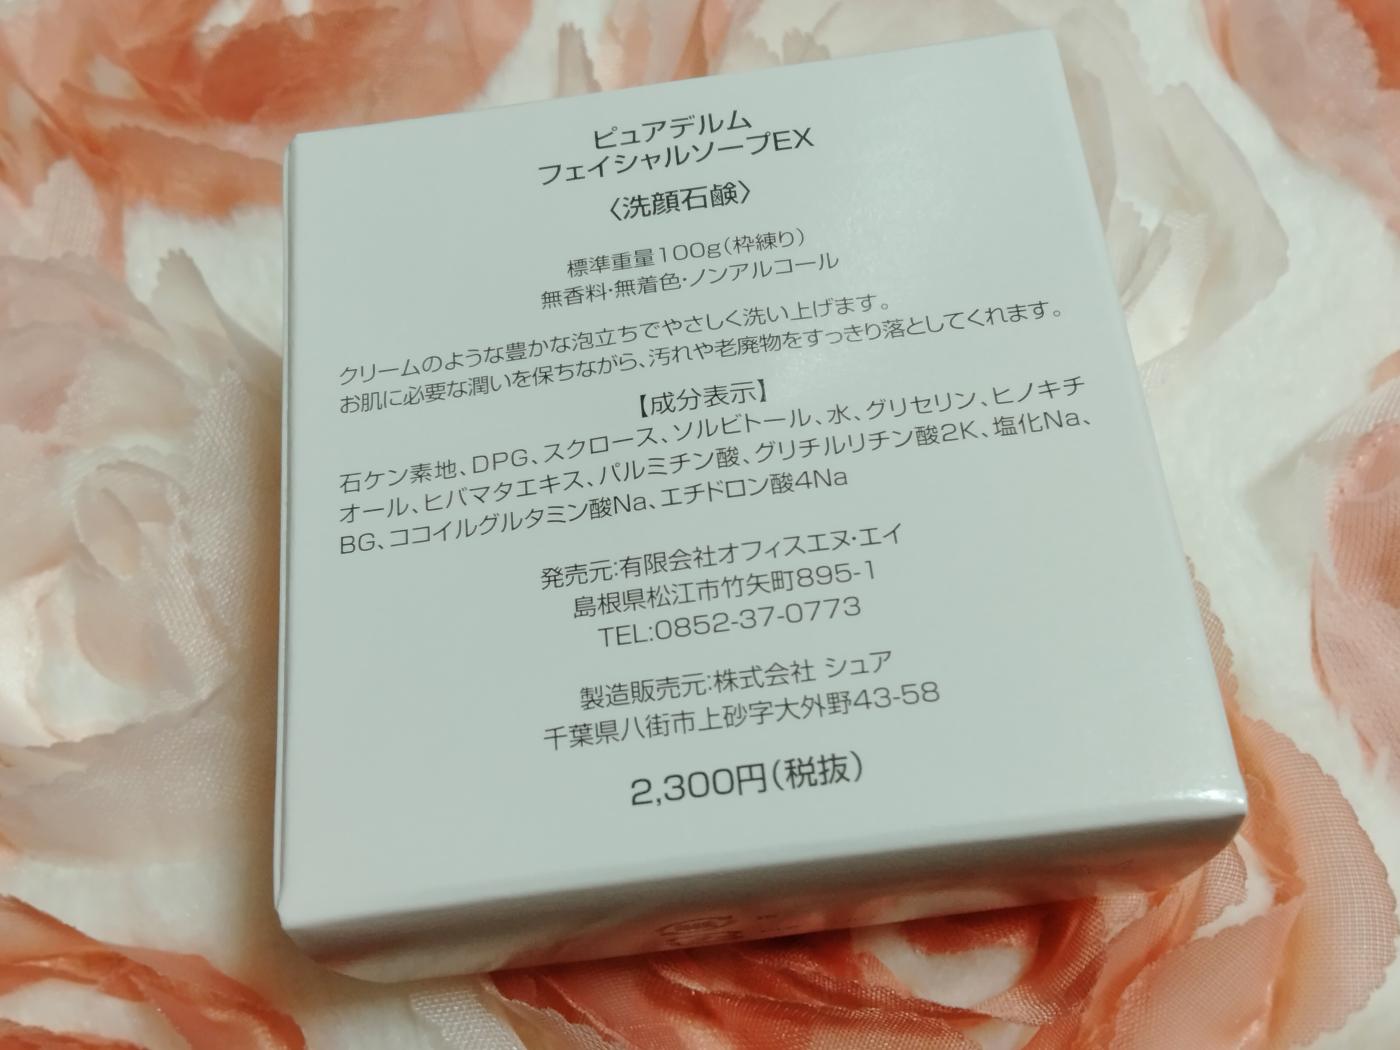 ピュアデルム
フェイシャルソープEX
〈洗顔石鹸〉
標準重量100g(枠練り)
無香料・無着色・ノンアルコール
クリームのような豊かな泡立ちでやさしく洗い上げます。
お肌に必要な潤いを保ちながら、汚れや老廃物をすっきり落としてくれます。
【成分表示】
石ケン素地、DPG、スクロース、ソルビトール、水、グリセリン、ヒノキチ
オール、ヒバマタエキス、パルミチン酸、グリチルリチン酸2K、塩化Na、
BG、ココイルグルタミン酸Na、エチドロン酸4Na
発売元:有限会社オフィスエヌ・エイ
島根県松江市竹矢町895-1
TEL:0852-37-0773
製造販売元:株式会社 シュア
千葉県八街市上砂字大外野43-58
2,300円(税抜)